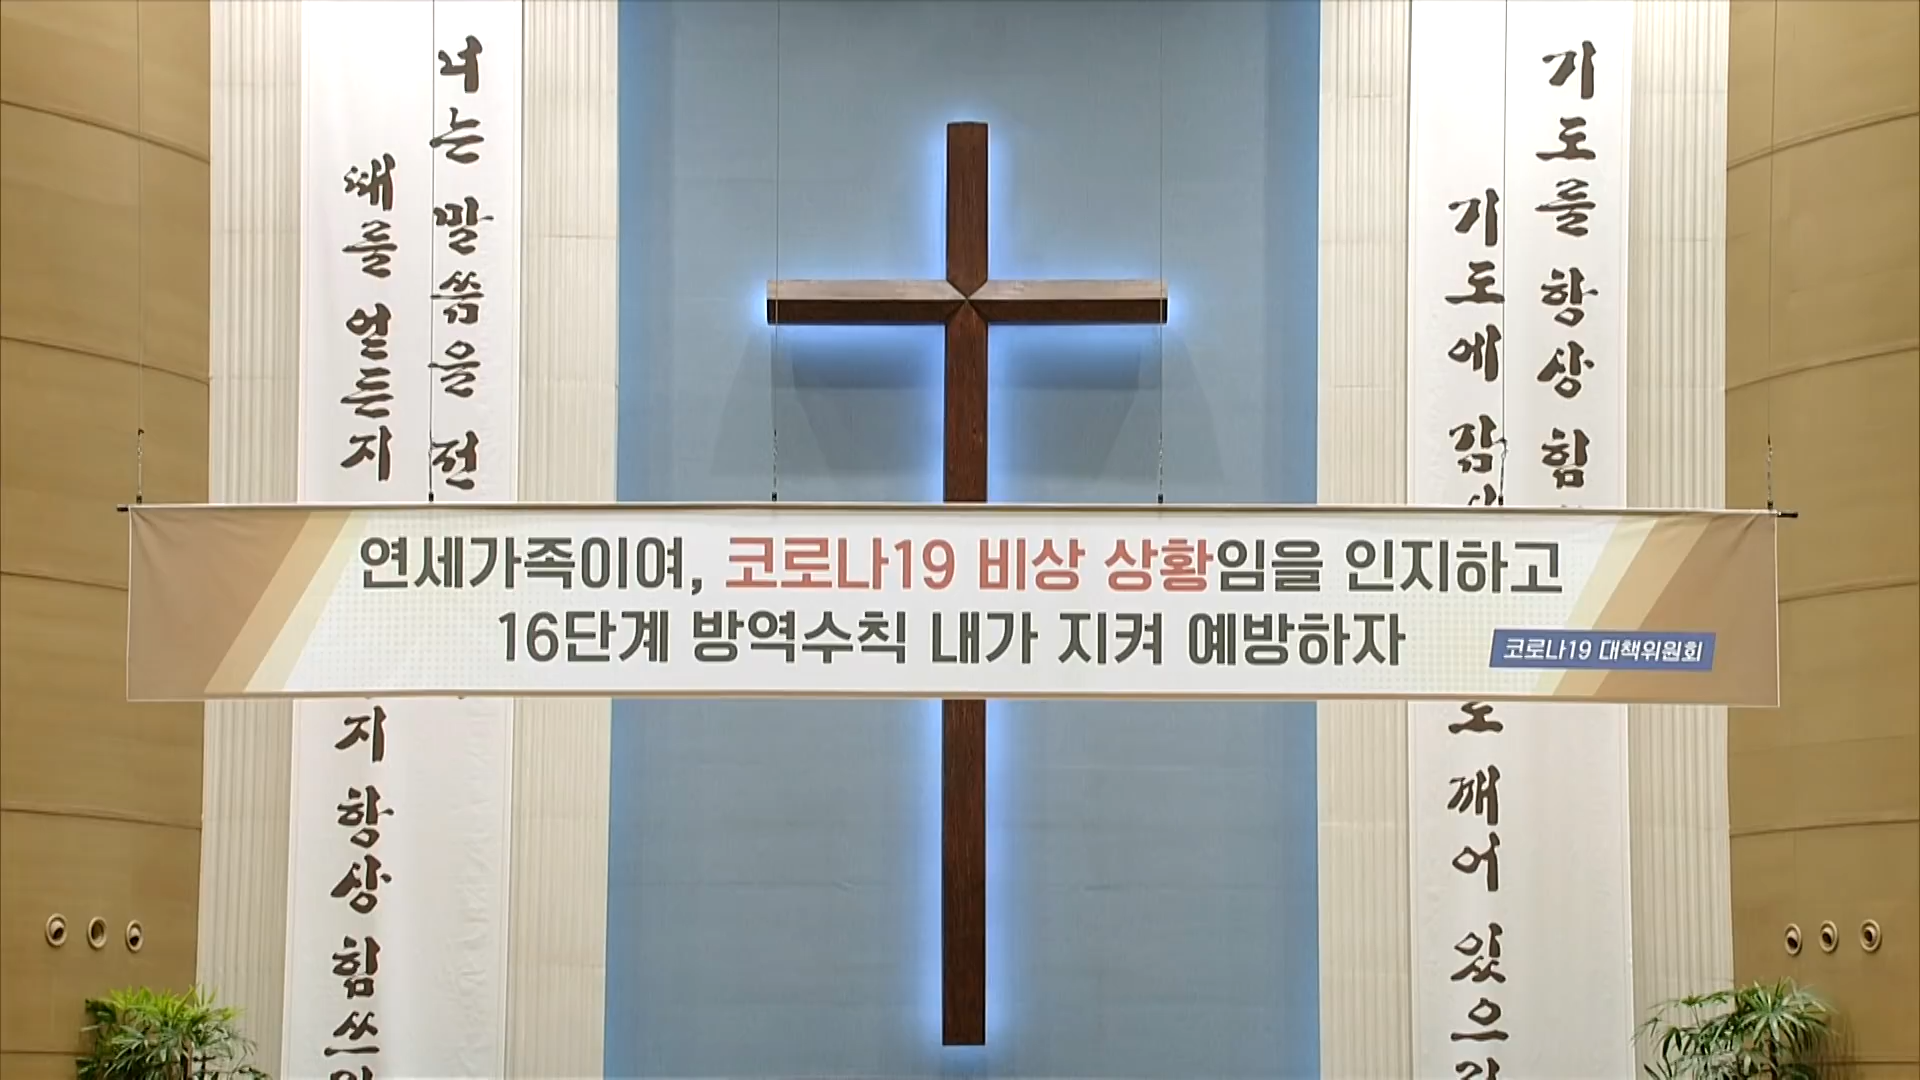 너는 말씀을 전
때를 얻든지
지 항상 힘쓰
연세가족이여, 코로나19 비상 상황임을 인지하고
16단계 방역수칙 내가 지켜 예방하자
코로나19 대책위원회
기도를 항상 힘
기도에 감
도 깨어 있으